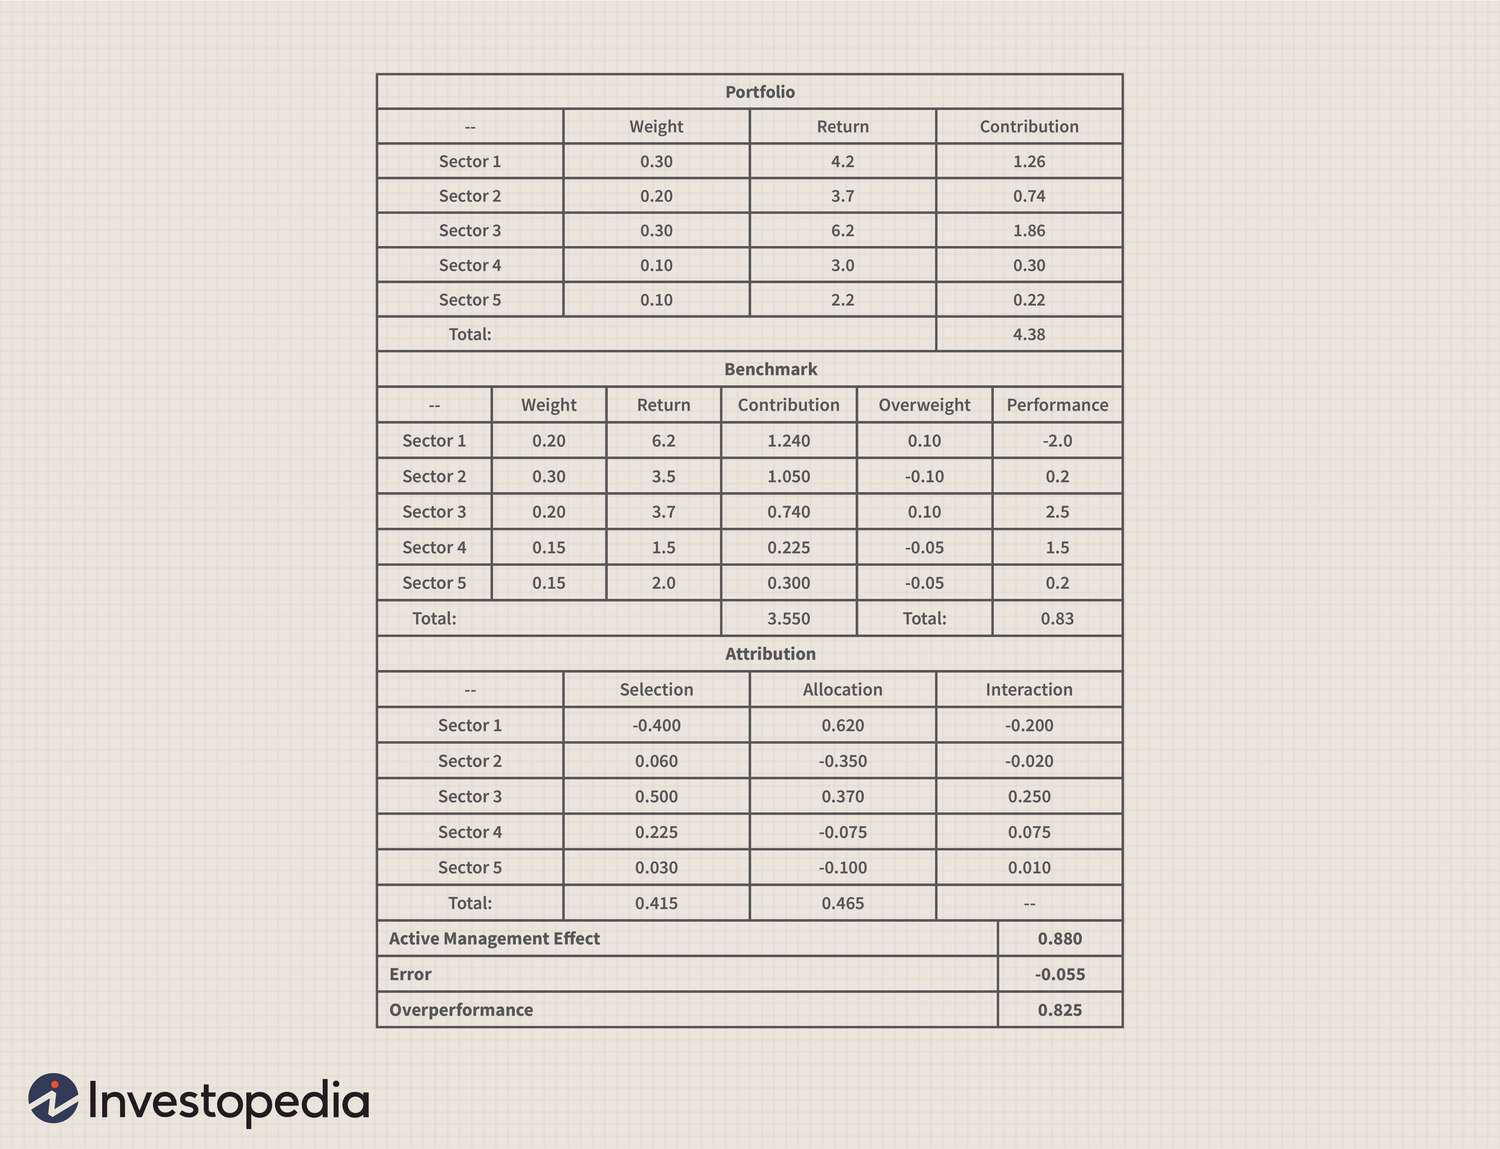 Portfolio
-- Weight Return Contribution
Sector 1 0.30 4.2 1.26
Sector 2 0.20 3.7 0.74
Sector 3 0.30 6.2 1.86
Sector 4 0.10 3.0 0.30
Sector 5 0.10 2.2 0.22
Total: 4.38
Benchmark
-- Weight Return Contribution Overweight Performance
Sector 1 0.20 6.2 1.240 0.10 -2.0
Sector 2 0.30 3.5 1.050 -0.10 0.2
Sector 3 0.20 3.7 0.740 0.10 2.5
Sector 4 0.15 1.5 0.225 -0.05 1.5
Sector 5 0.15 2.0 0.300 -0.05 0.2
Total: 3.550 Total: 0.83
Attribution
-- Selection Allocation Interaction
Sector 1 -0.400 0.620 -0.200
Sector 2 0.060 -0.350 -0.020
Sector 3 0.500 0.370 0.250
Sector 4 0.225 -0.075 0.075
Sector 5 0.030 -0.100 0.010
Total: 0.415 0.465 --
Active Management Effect 0.880
Error -0.055
Overperformance 0.825
Investopedia